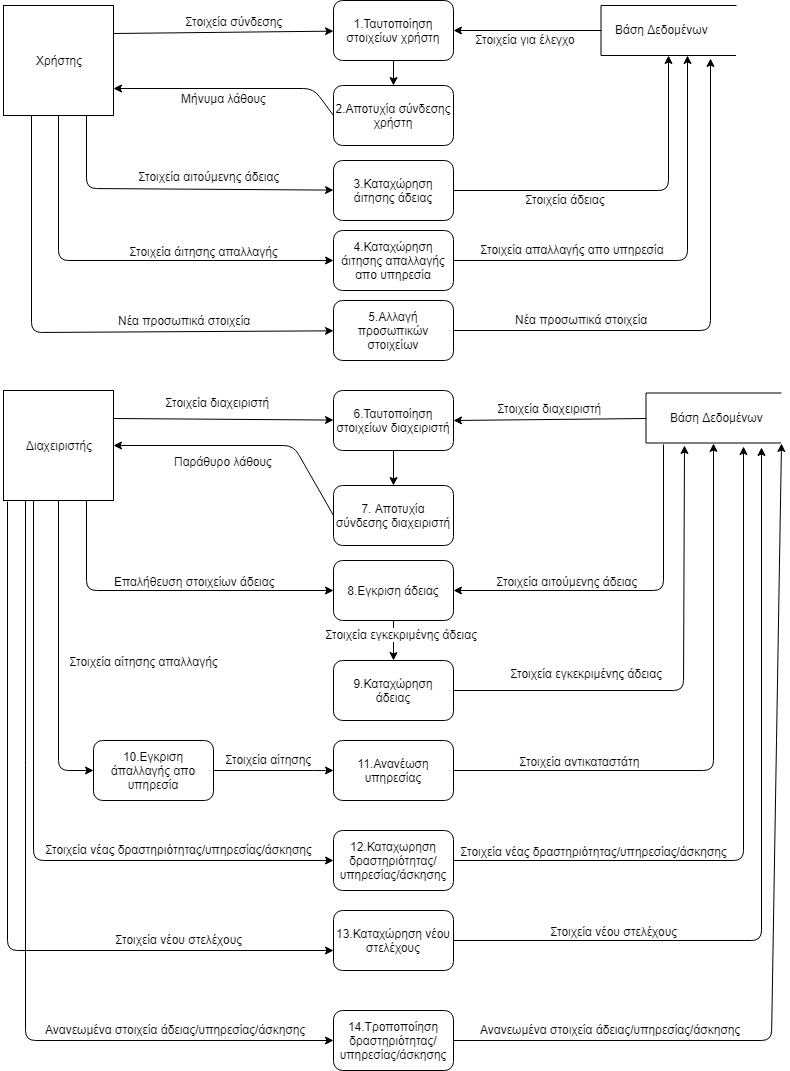 Στοιχεία σύνδεσης
1.Ταυτοποίηση
στοιχείων χρήστη
Βάση Δεδομένων
Στοιχεία για έλεγχο
Χρήστης
Μήνυμα λάθους
2.Αποτυχία σύνδεσης
χρήστη
Στοιχεία αιτούμενης άδειας
3.Καταχώρηση
άιτησης άδειας
Στοιχεία άδειας
Στοιχεία άιτησης απαλλαγής
4.Καταχώρηση
άιτησης απαλλαγής
απο υπηρεσία
Στοιχεία απαλλαγής απο υπηρεσία
Νέα προσωπικά στοιχεία
5.Αλλαγή
προσωπικών
στοιχείων
Νέα προσωπικά στοιχεία
Στοιχεία διαχειριστή
6.Ταυτοποίηση
στοιχείων διαχειριστή
Στοιχεία διαχειριστή
Βάση Δεδομένων
Διαχειριστής
Παράθυρο λάθους
7. Αποτυχία
σύνδεσης διαχειριστή
Επαλήθευση στοιχείων άδειας
8.Εγκριση άδειας
Στοιχεία αιτούμενης άδειας
Στοιχεία εγκεκριμένης άδειας
Στοιχεία αίτησης απαλλαγής
9.Καταχώρηση
άδειας
Στοιχεία εγκεκριμένης άδειας
10.Εγκριση
άπαλλαγής απο
υπηρεσία
Στοιχεία αίτησης
11.Ανανέωση
υπηρεσίας
Στοιχεία αντικαταστάτη
Στοιχεία νέας δραστηριότητας/υπηρεσίας/άσκησης
12.Καταχωρηση
δραστηριότητας/
υπηρεσίας/άσκησης
Στοιχεία νέας δραστηριότητας/υπηρεσίας/άσκησης
Στοιχεία νέου στελέχους
13.Καταχώρηση νέου
στελέχους
Στοιχεία νέου στελέχους
Ανανεωμένα στοιχεία άδειας/υπηρεσίας/άσκησης
14.Τροποποίηση
δραστηριότητας/
υπηρεσίας/άσκησης
Ανανεωμένα στοιχεία άδειας/υπηρεσίας/άσκησης